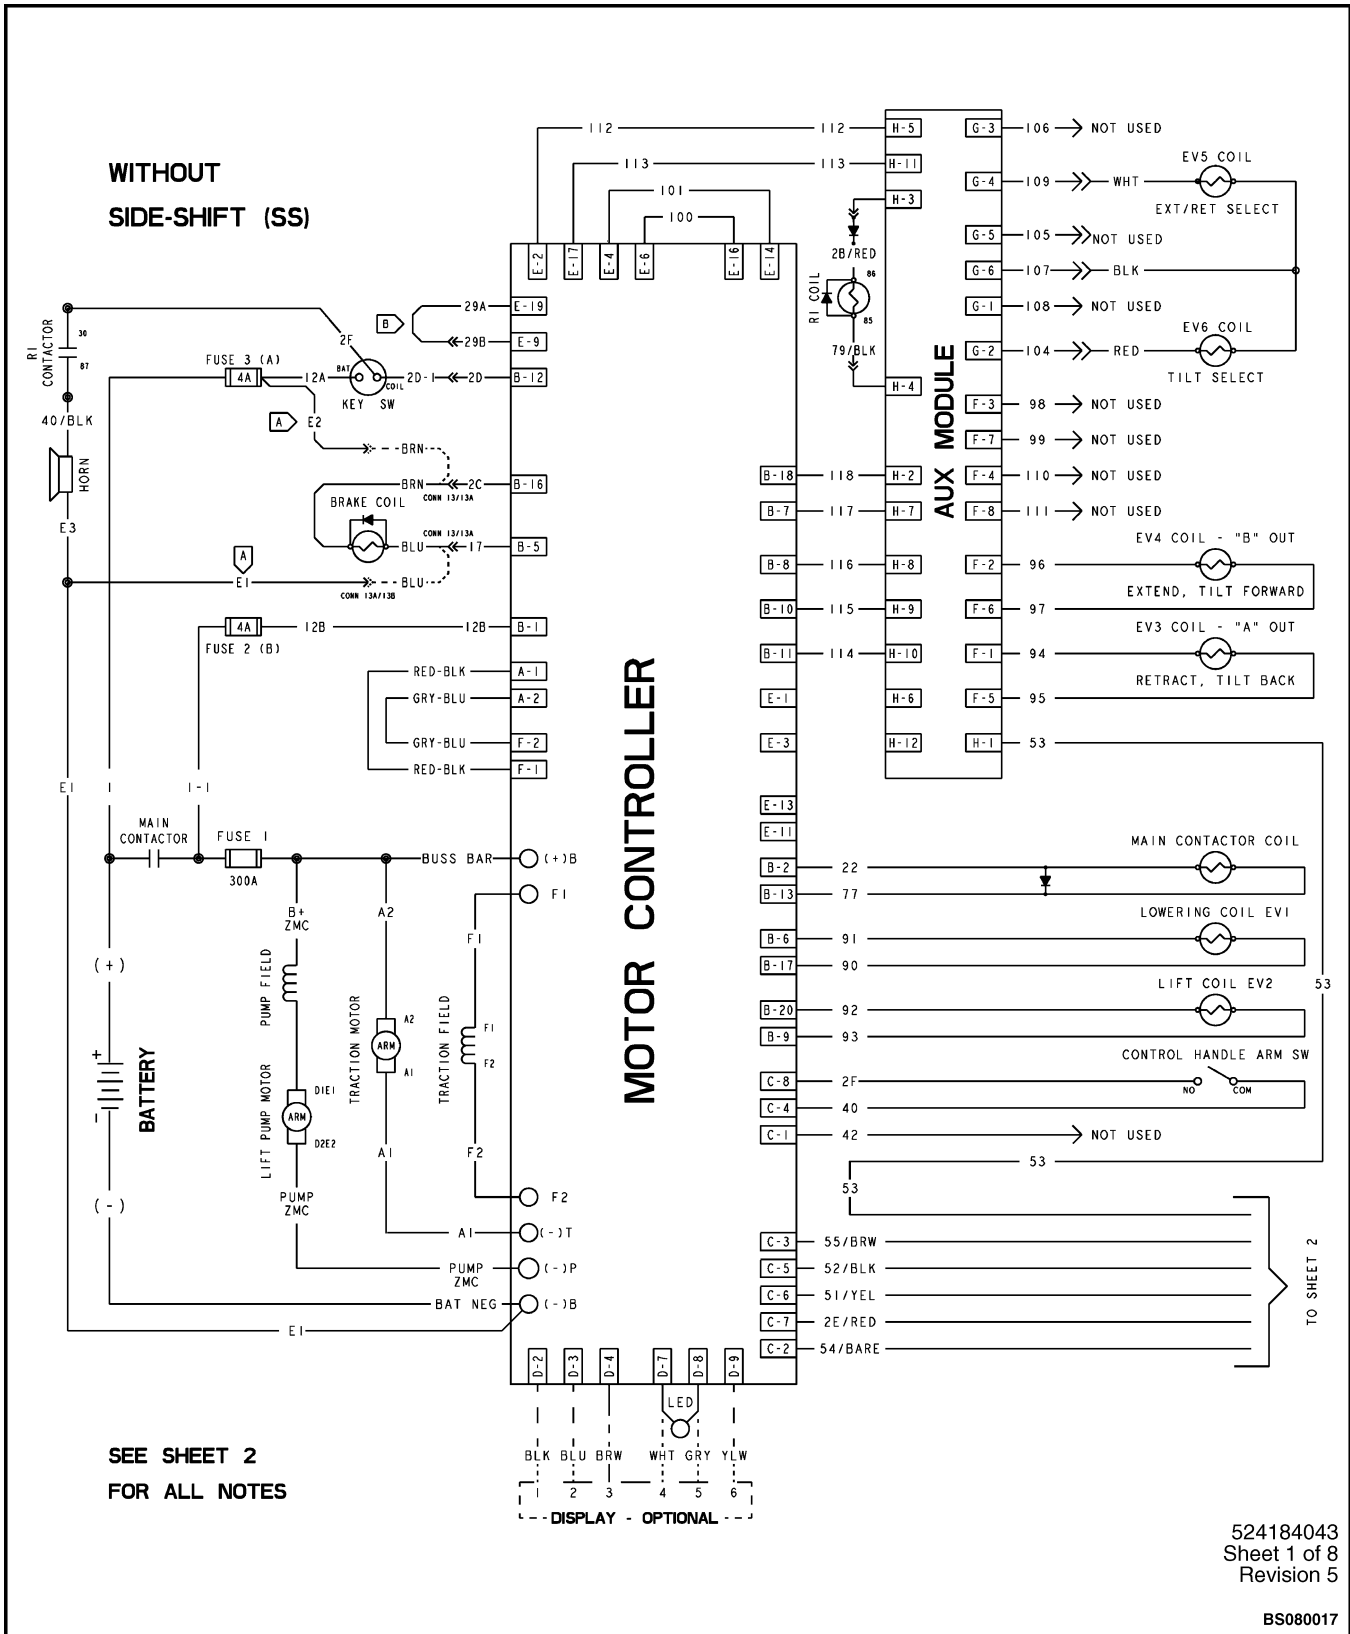 WITHOUT
SIDE-SHIFT (SS)
112
112
113
113
101
100
E-2
E-17
E-4
E-6
E-16
E-14
H-5
H-11
H-3
G-3
106
NOT USED
EV5 COIL
G-4
109
WHT
EXT/RET SELECT
G-5
105
NOT USED
G-6
107
BLK
G-1
108
NOT USED
EV6 COIL
G-2
104
RED
TILT SELECT
2B/RED
86
R1 COIL
85
79/BLK
H-4
AUX MODULE
F-3
98
NOT USED
F-7
99
NOT USED
F-4
110
NOT USED
F-8
111
NOT USED
EV4 COIL - "B" OUT
F-2
96
EXTEND, TILT FORWARD
F-6
97
EV3 COIL - "A" OUT
F-1
94
RETRACT, TILT BACK
F-5
95
H-1
53
R1
CONTACTOR
30
87
2F
29A
E-19
B
29B
E-9
FUSE 3 (A)
4A
12A
BAT
COIL
KEY SW
2D-1
2D
B-12
40/BLK
HORN
E3
A
E2
BRN
BRN
2C
B-16
CONN 13/13A
BRAKE COIL
CONN 13/13A
BLU
17
B-5
A
E1
BLU
CONN 13A/13B
4A
12B
12B
B-1
FUSE 2 (B)
RED-BLK
A-1
GRY-BLU
A-2
GRY-BLU
F-2
RED-BLK
F-1
B-18
118
H-2
B-7
117
H-7
B-8
116
H-8
B-10
115
H-9
B-11
114
H-10
E-1
H-6
E-3
H-12
E-13
E-11
MOTOR CONTROLLER
E1
1
1-1
MAIN
CONTACTOR
FUSE 1
300A
BUSS BAR
(+)B
F1
B+
ZMC
A2
F1
(+)
PUMP FIELD
TRACTION MOTOR
A2
ARM
A1
TRACTION FIELD
F1
F2
+
-
BATTERY
LIFT PUMP MOTOR
D1E1
ARM
D2E2
A1
F2
(-)
PUMP
ZMC
F2
A1
(-)T
PUMP
ZMC
(-)P
BAT NEG
(-)B
E1
MAIN CONTACTOR COIL
B-2
22
B-13
77
LOWERING COIL EV1
B-6
91
B-17
90
LIFT COIL EV2
53
B-20
92
B-9
93
CONTROL HANDLE ARM SW
C-8
2F
NO
COM
C-4
40
C-1
42
NOT USED
53
53
C-3
55/BRW
C-5
52/BLK
C-6
51/YEL
C-7
2E/RED
C-2
54/BARE
TO SHEET 2
D-2
D-3
D-4
D-7
D-8
D-9
LED
BLK
BLU
BRW
WHT
GRY
YLW
1
2
3
4
5
6
DISPLAY - OPTIONAL
SEE SHEET 2
FOR ALL NOTES
524184043
Sheet 1 of 8
Revision 5
BS080017